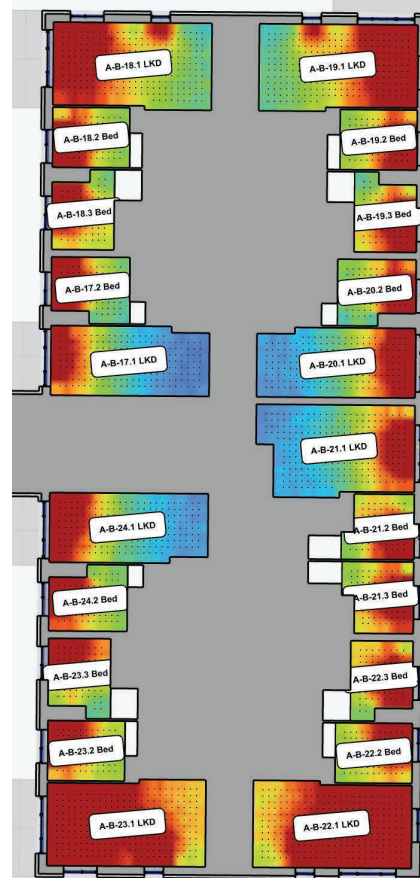 A-B-18.1 LKD
A-B-19.1 LKD
A-B-18.2 Bed
A-B-19.2 Bed
A-B-18.3 Bed
A-B-19.3 Bed
A-B-17.2 Bed
A-B-20.2 Bed
A-B-17.1 LKD
A-B-20.1 LKD
A-B-21.1 LKD
A-B-24.1 LKD
A-B-21.2 Bed
A-B-24.2 Bed
A-B-21.3 Bed
A-B-23.3 Bed
A-B-22.3 Bed
A-B-23.2 Bed
A-B-22.2 Bed
A-B-23.1 LKD
A-B-22.1 LKD